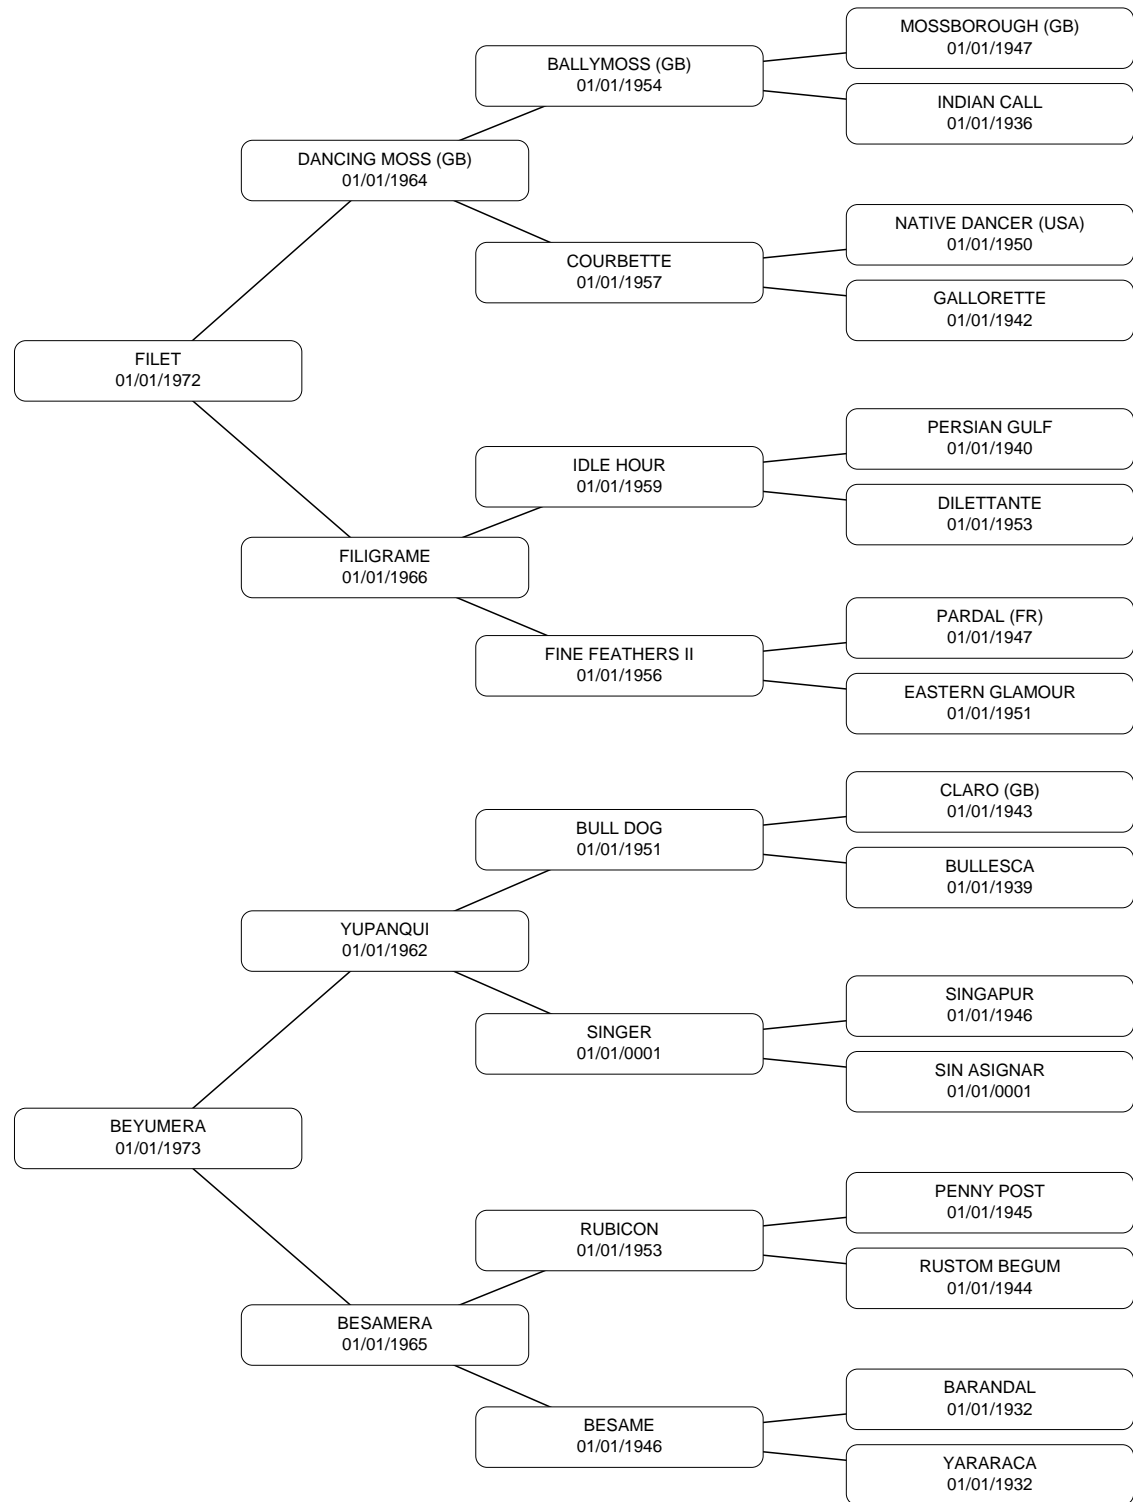 MOSSBOROUGH (GB)
01/01/1947
BALLYMOSS (GB)
01/01/1954
INDIAN CALL
01/01/1936
DANCING MOSS (GB)
01/01/1964
NATIVE DANCER (USA)
01/01/1950
COURBETTE
01/01/1957
GALLORETTE
01/01/1942
FILET
01/01/1972
PERSIAN GULF
01/01/1940
IDLE HOUR
01/01/1959
DILETTANTE
01/01/1953
FILIGRAME
01/01/1966
PARDAL (FR)
01/01/1947
FINE FEATHERS II
01/01/1956
EASTERN GLAMOUR
01/01/1951
CLARO (GB)
01/01/1943
BULL DOG
01/01/1951
BULLESCA
01/01/1939
YUPANQUI
01/01/1962
SINGAPUR
01/01/1946
SINGER
01/01/0001
SIN ASIGNAR
01/01/0001
BEYUMERA
01/01/1973
PENNY POST
01/01/1945
RUBICON
01/01/1953
RUSTOM BEGUM
01/01/1944
BESAMERA
01/01/1965
BARANDAL
01/01/1932
BESAME
01/01/1946
YARARACA
01/01/1932